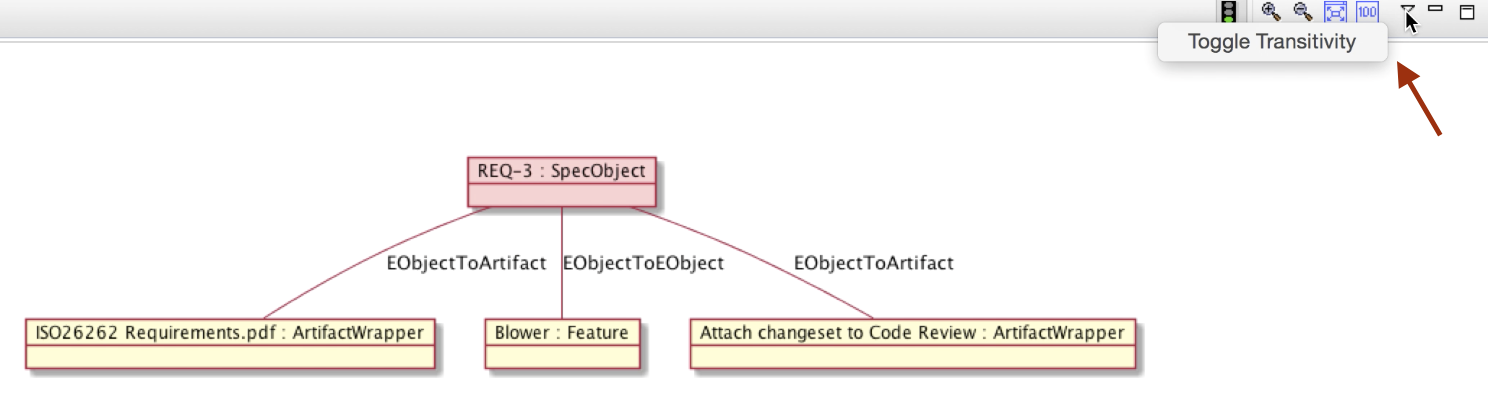 100
Toggle Transitivity
REQ-3 : SpecObject
EObjectToArtifact
EObjectToEObject
EObjectToArtifact
ISO26262 Requirements.pdf : ArtifactWrapper
Blower : Feature
Attach changeset to Code Review : ArtifactWrapper